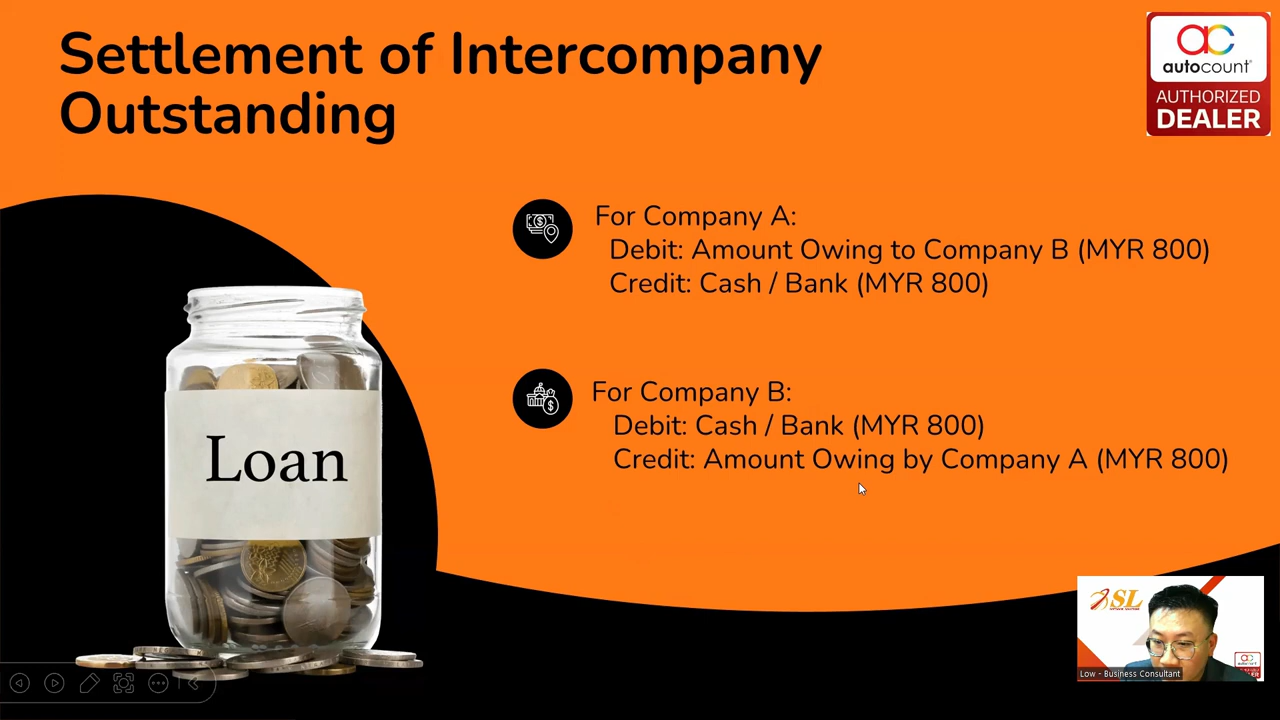 Settlement of Intercompany
Outstanding
ac
autocount
AUTHORIZED
DEALER
For Company A:
Debit: Amount Owing to Company B (MYR 800)
Credit: Cash / Bank (MYR 800)
For Company B:
Debit: Cash / Bank (MYR 800)
Credit: Amount Owing by Company A (MYR 800)
Loan
SL
Low - Business Consultant